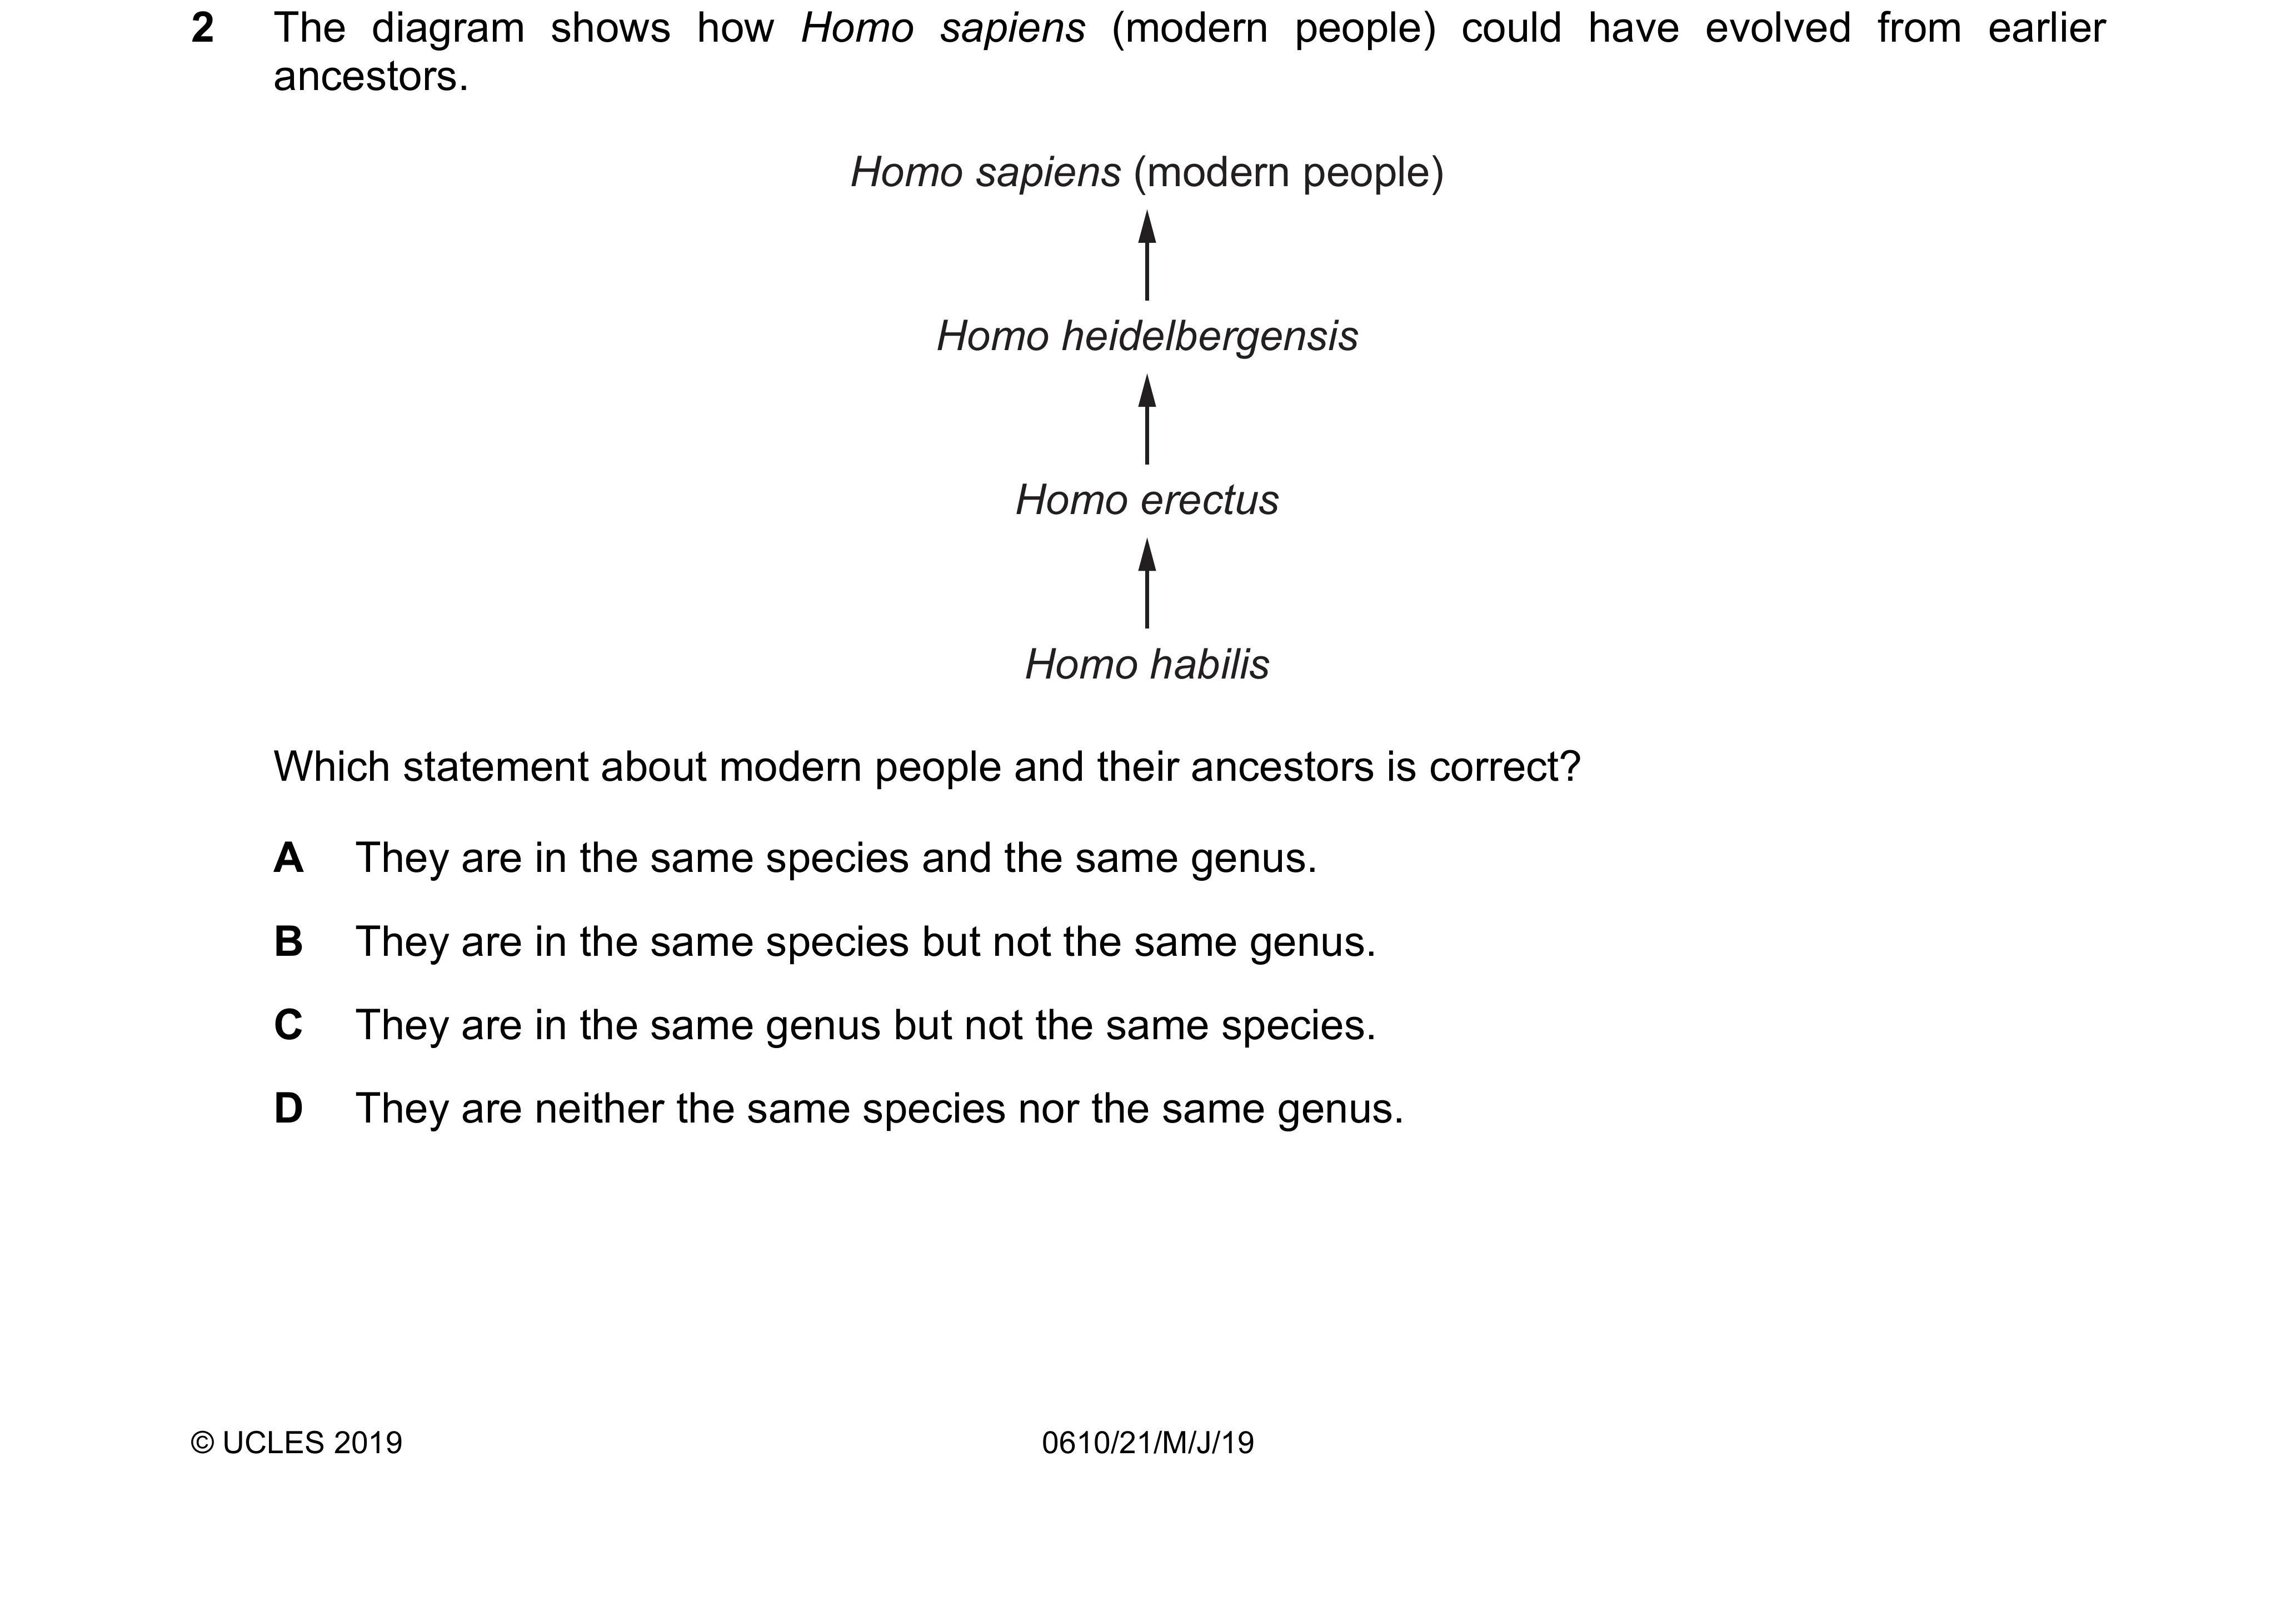 2 The diagram shows how Homo sapiens (modern people) could have evolved from earlier
ancestors.
Homo sapiens (modern people)
Homo heidelbergensis
Homo erectus
Homo habilis
Which statement about modern people and their ancestors is correct?
A They are in the same species and the same genus.
B They are in the same species but not the same genus.
C They are in the same genus but not the same species.
D They are neither the same species nor the same genus.
© UCLES 2019 0610/21/M/J/19